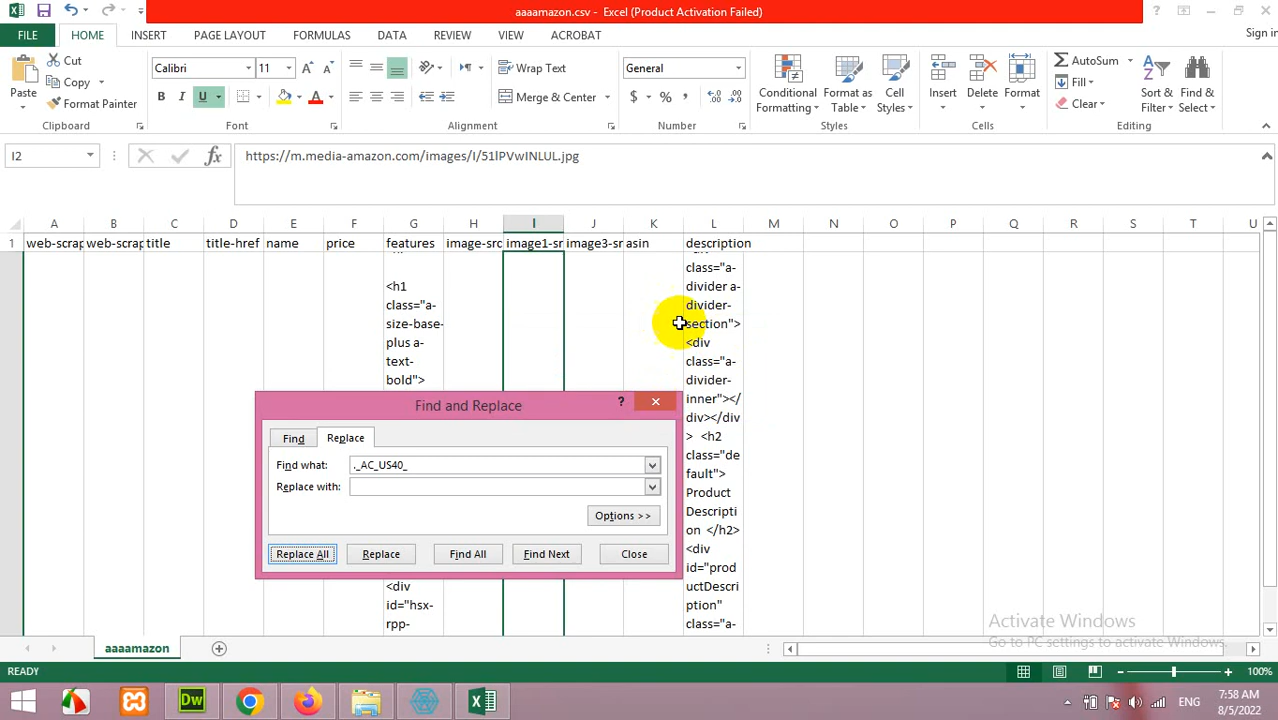 aaaamazon.csv - Excel (Product Activation Failed)
FILE HOME INSERT PAGE LAYOUT FORMULAS DATA REVIEW VIEW ACROBAT Sign in
Cut
Copy
Format Painter
Paste
Clipboard
Calibri 11
B I U
Font
Wrap Text
Merge & Center
Alignment
General
$ % ,
Number
Conditional Formatting
Format as Table
Cell Styles
Styles
Insert Delete Format
Cells
AutoSum
Fill
Clear
Sort & Filter
Find & Select
Editing
I2
fx
https://m.media-amazon.com/images/I/51lPVwINLUL.jpg
A B C D E F G H I J K L M N O P Q R S T U
1 web-scrap web-scrap title title-href name price features image-src image1-sr image3-sr asin description
<h1
class="a-
size-base-
plus a-
text-
bold">
<div
id="hsx-
rpp-
class="a-
divider a-
divider-
section">
<div
class="a-
divider-
inner"></
div></div
> <h2
class="de
fault">
Product
Descripti
on </h2>
<div
id="prod
uctDescri
ption"
class="a-
Find and Replace
?
Find Replace
Find what: ._AC_US40_
Replace with:
Options >>
Replace All Replace Find All Find Next Close
Activate Windows
Go to PC settings to activate Windows.
aaaamazon
READY
100%
Dw
ENG
7:58 AM
8/5/2022